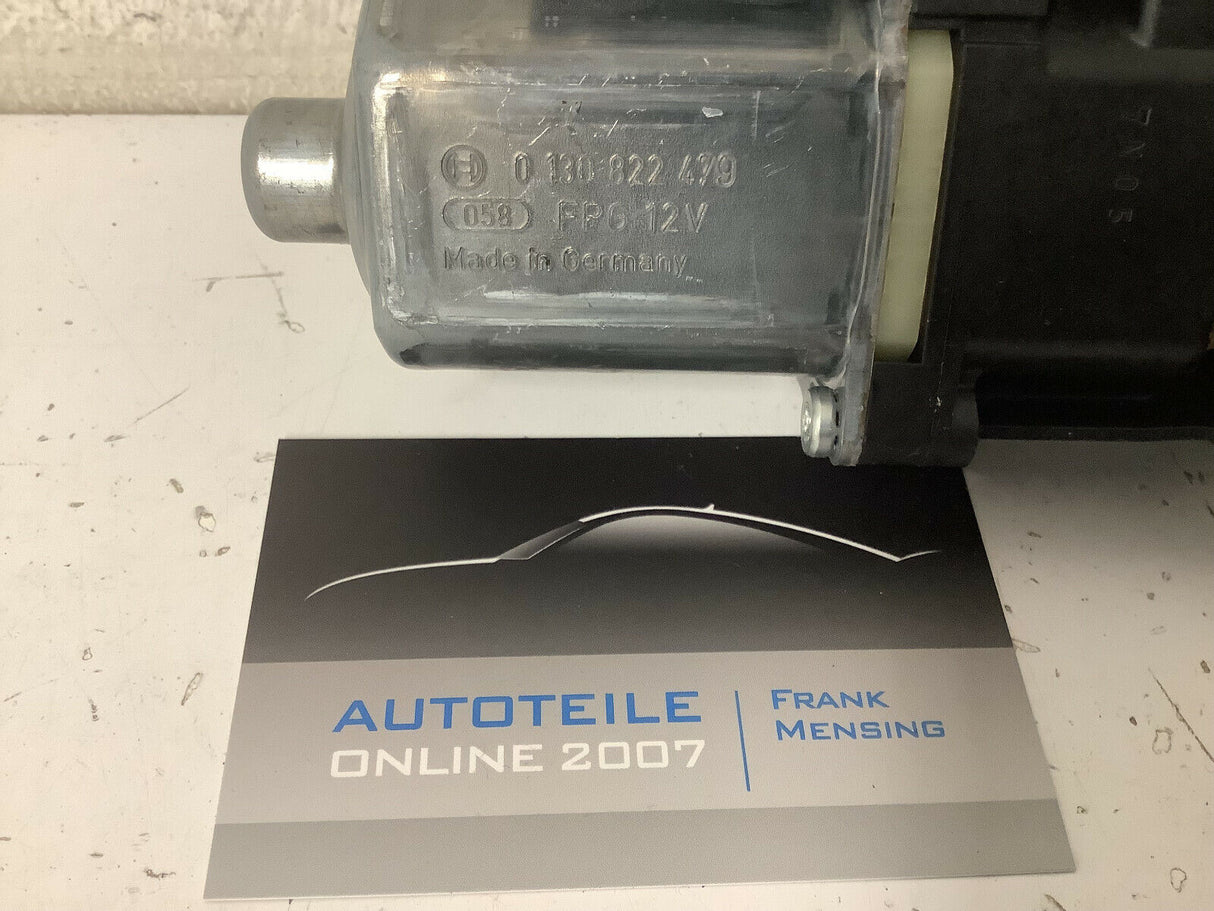 0 130 822 479
058 FPG 12V
Made in Germany
AUTOTEILE
ONLINE 2007
FRANK
MENSING